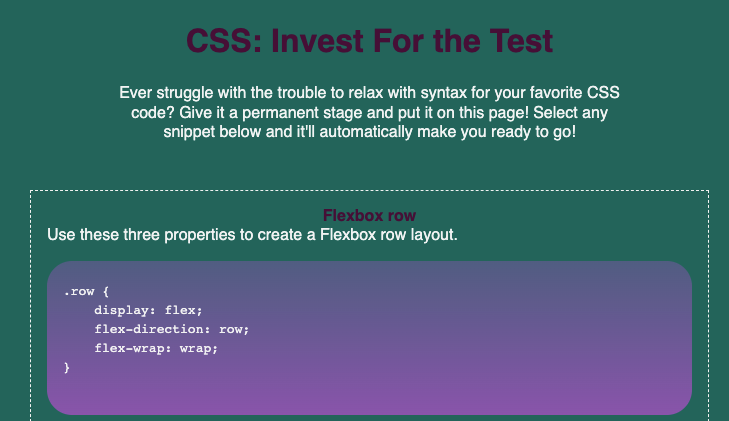 CSS: Invest For the Test
Ever struggle with the trouble to relax with syntax for your favorite CSS
code? Give it a permanent stage and put it on this page! Select any
snippet below and it'll automatically make you ready to go!
Flexbox row
Use these three properties to create a Flexbox row layout.
.row {
    display: flex;
    flex-direction: row;
    flex-wrap: wrap;
}